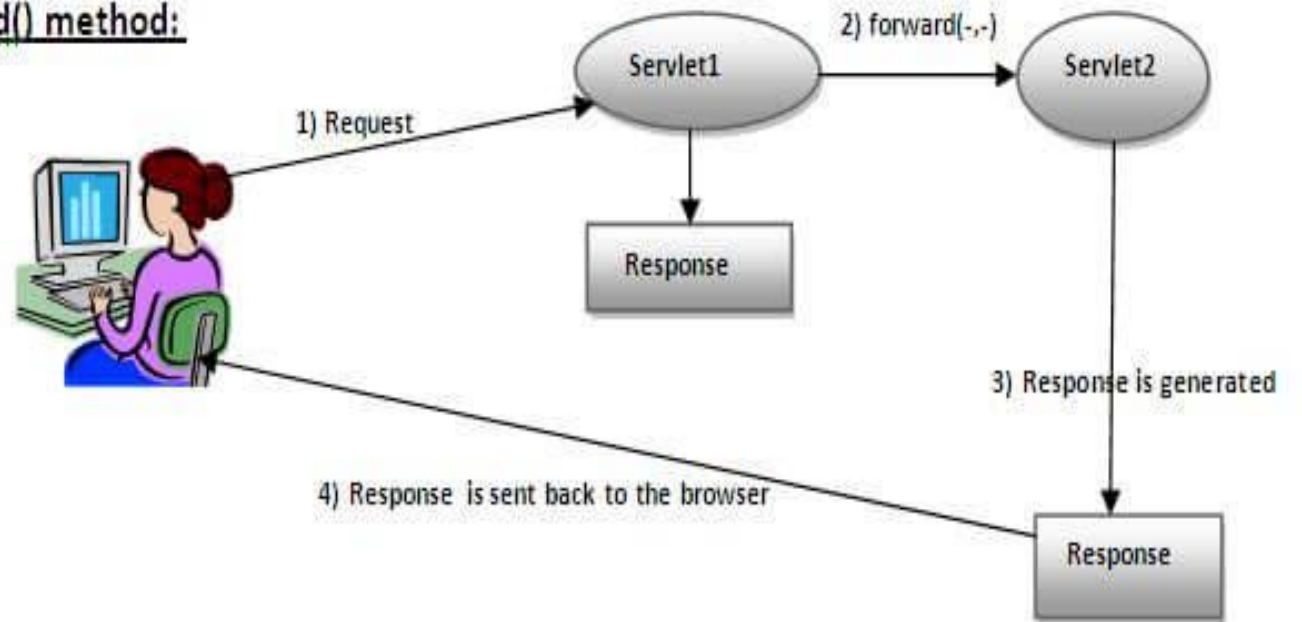 d() method:
2) forward(-,-)
Servlet1
Servlet2
1) Request
Response
3) Response is generated
4) Response is sent back to the browser
Response